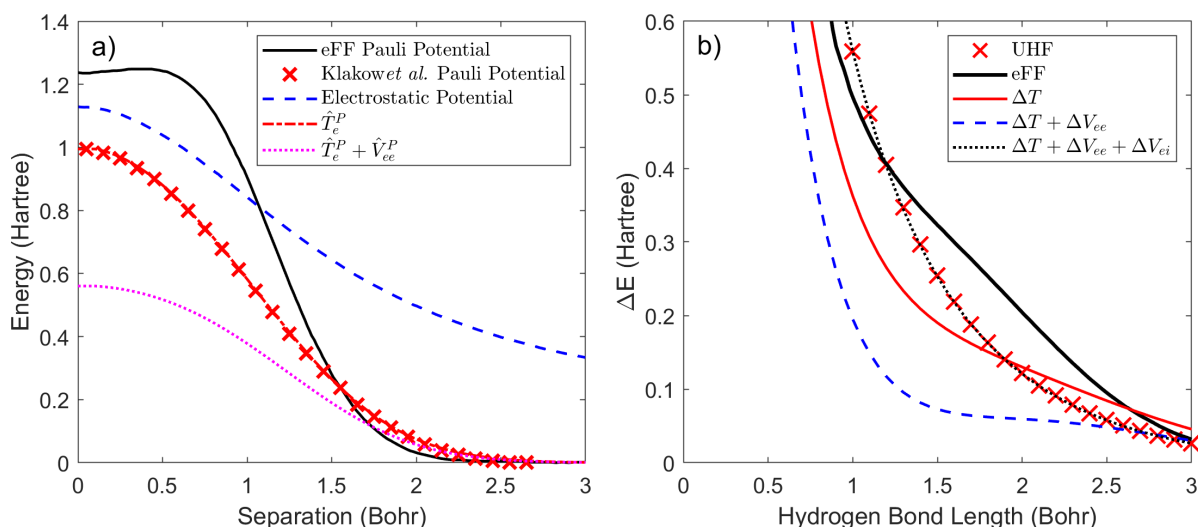 a)
eFF Pauli Potential
Klakowet al. Pauli Potential
Electrostatic Potential
T̂ₑᴾ
T̂ₑᴾ + V̂ₑₑᴾ
1.4
1.2
1
0.8
0.6
0.4
0.2
0
Energy (Hartree)
0 0.5 1 1.5 2 2.5 3
Separation (Bohr)
b)
UHF
eFF
ΔT
ΔT + ΔVₑₑ
ΔT + ΔVₑₑ + ΔVₑᵢ
0.6
0.5
0.4
0.3
0.2
0.1
0
ΔE (Hartree)
0 0.5 1 1.5 2 2.5 3
Hydrogen Bond Length (Bohr)